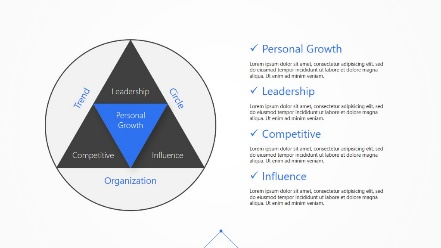 Trend
Circle
Leadership
Personal
Growth
Competitive
Influence
Organization
✓ Personal Growth
Lorem ipsum dolor sit amet, consectetur adipiscing elit, sed
do eiusmod tempor incididunt ut labore et dolore magna
aliqua. Ut enim ad minim veniam.
✓ Leadership
Lorem ipsum dolor sit amet, consectetur adipiscing elit, sed
do eiusmod tempor incididunt ut labore et dolore magna
aliqua. Ut enim ad minim veniam.
✓ Competitive
Lorem ipsum dolor sit amet, consectetur adipiscing elit, sed
do eiusmod tempor incididunt ut labore et dolore magna
aliqua. Ut enim ad minim veniam.
✓ Influence
Lorem ipsum dolor sit amet, consectetur adipiscing elit, sed
do eiusmod tempor incididunt ut labore et dolore magna
aliqua. Ut enim ad minim veniam.